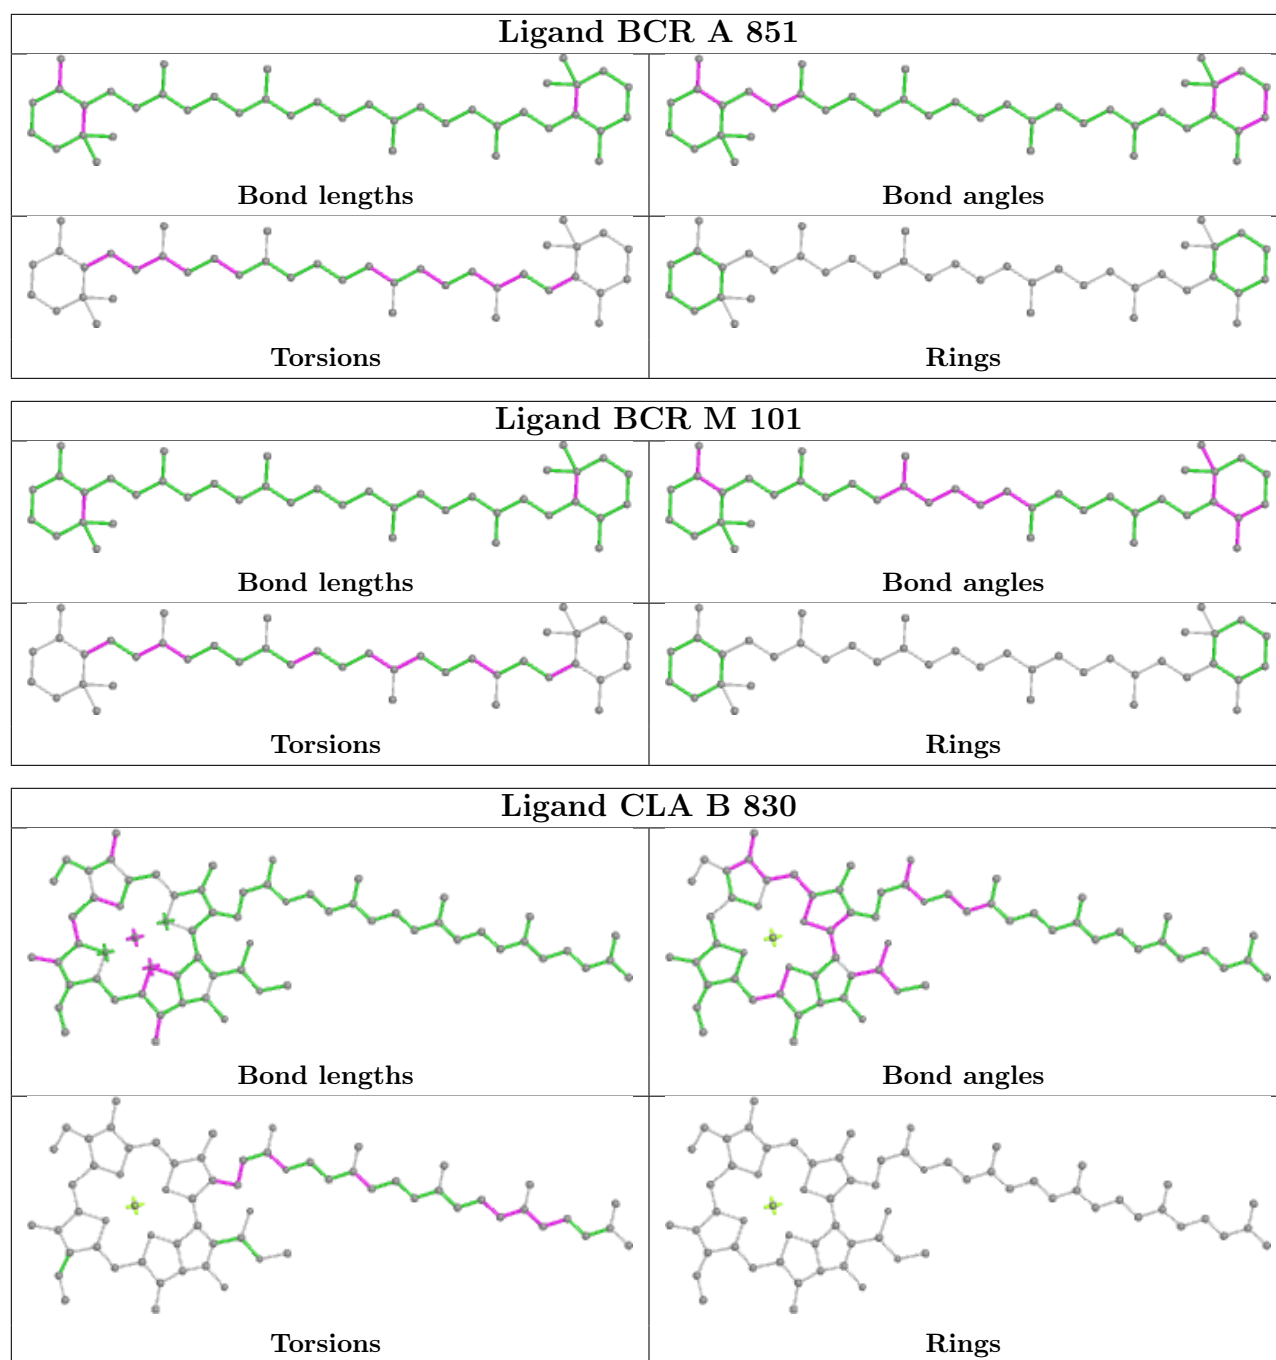 Ligand BCR A 851
Bond lengths
Bond angles
Torsions
Rings
Ligand BCR M 101
Bond lengths
Bond angles
Torsions
Rings
Ligand CLA B 830
Bond lengths
Bond angles
Torsions
Rings